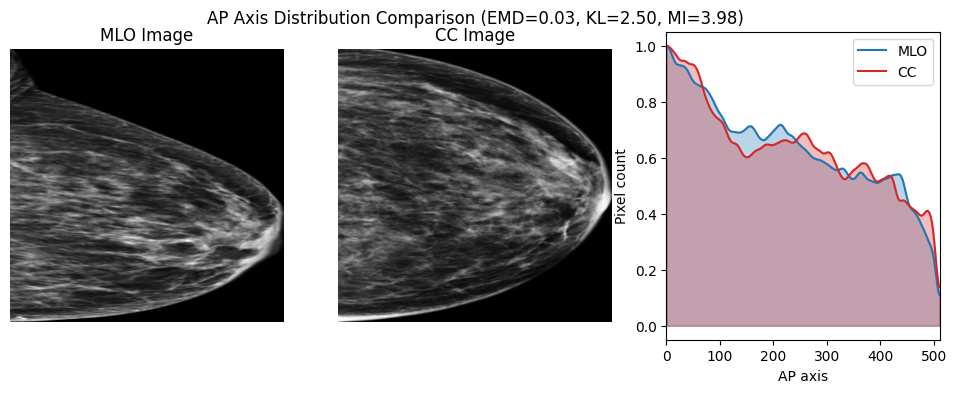 AP Axis Distribution Comparison (EMD=0.03, KL=2.50, MI=3.98)
MLO Image
CC Image
MLO
CC
Pixel count
1.0
0.8
0.6
0.4
0.2
0.0
0 100 200 300 400 500
AP axis